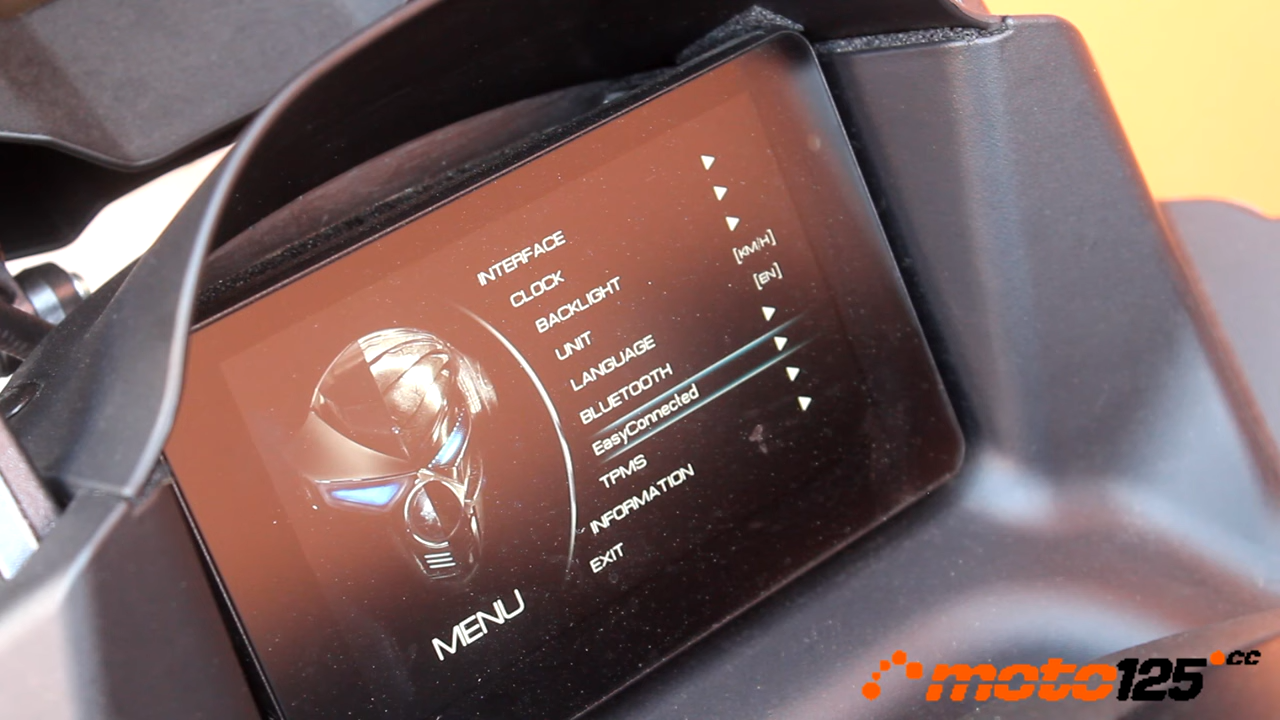 INTERFACE
CLOCK
BACKLIGHT
UNIT [KM/H]
LANGUAGE [EN]
BLUETOOTH
EasyConnected
TPMS
INFORMATION
EXIT
MENU
moto125.cc